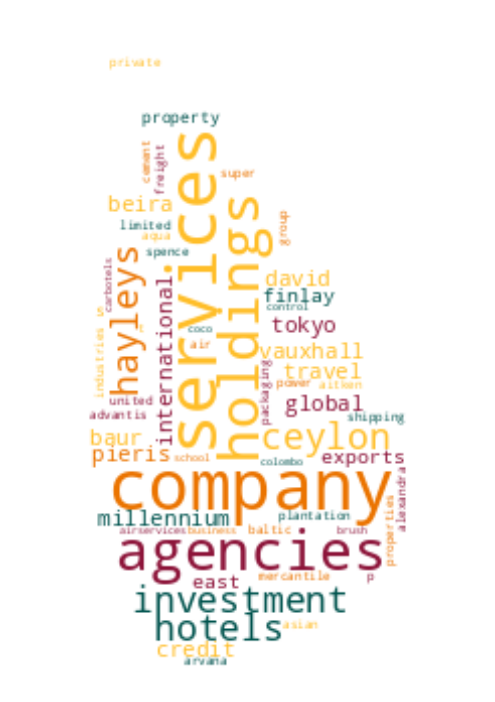 private
property
cement
freight
services
super
beira
holdings
group
limited
aqua
spence
hayleys
carbotels
international
david
finlay
control
tokyo
coco
air
industries
in
vauxhall
travel
power
aitken
packaging
united
advantis
global
shipping
baur
pieris
school
ceylon
colombo
exports
company
alexandra
properties
millennium
plantation
airservices
business
baltic
brush
agencies
mercantile
p
east
investment
hotels
asian
credit
arvana